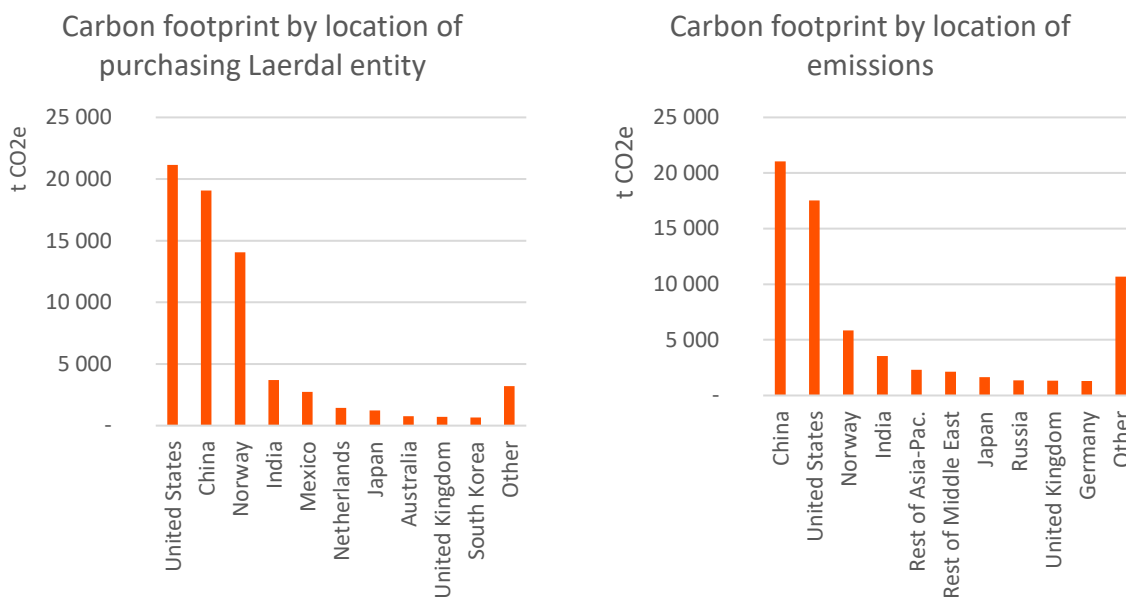 Carbon footprint by location of
purchasing Laerdal entity
t CO2e
25 000
20 000
15 000
10 000
5 000
-
United States
China
Norway
India
Mexico
Netherlands
Japan
Australia
United Kingdom
South Korea
Other
Carbon footprint by location of
emissions
t CO2e
25 000
20 000
15 000
10 000
5 000
-
China
United States
Norway
India
Rest of Asia-Pac.
Rest of Middle East
Japan
Russia
United Kingdom
Germany
Other